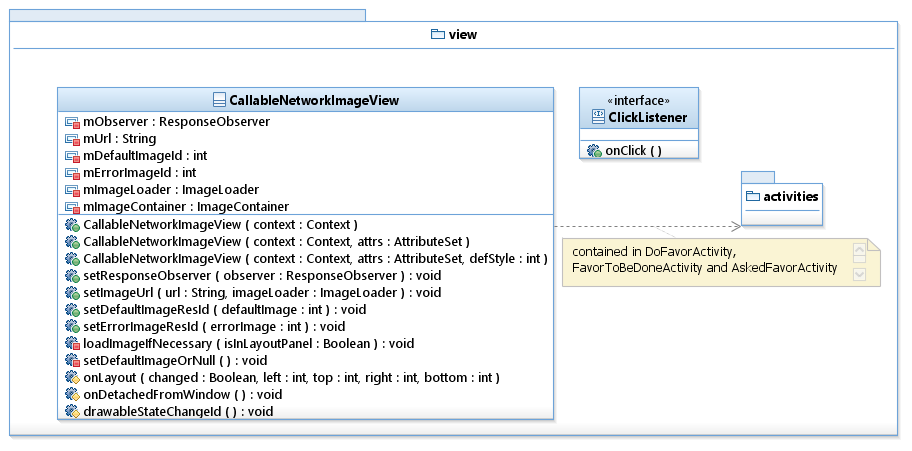 view
CallableNetworkImageView
mObserver : ResponseObserver
mUrl : String
mDefaultImageId : int
mErrorImageId : int
mImageLoader : ImageLoader
mImageContainer : ImageContainer
CallableNetworkImageView ( context : Context )
CallableNetworkImageView ( context : Context, attrs : AttributeSet )
CallableNetworkImageView ( context : Context, attrs : AttributeSet, defStyle : int )
setResponseObserver ( observer : ResponseObserver ) : void
setImageUrl ( url : String, imageLoader : ImageLoader ) : void
setDefaultImageResId ( defaultImage : int ) : void
setErrorImageResId ( errorImage : int ) : void
loadImageIfNecessary ( isInLayoutPanel : Boolean ) : void
setDefaultImageOrNull ( ) : void
onLayout ( changed : Boolean, left : int, top : int, right : int, bottom : int )
onDetachedFromWindow ( ) : void
drawableStateChangeId ( ) : void
«interface»
ClickListener
onClick ( )
activities
contained in DoFavorActivity,
FavorToBeDoneActivity and AskedFavorActivity